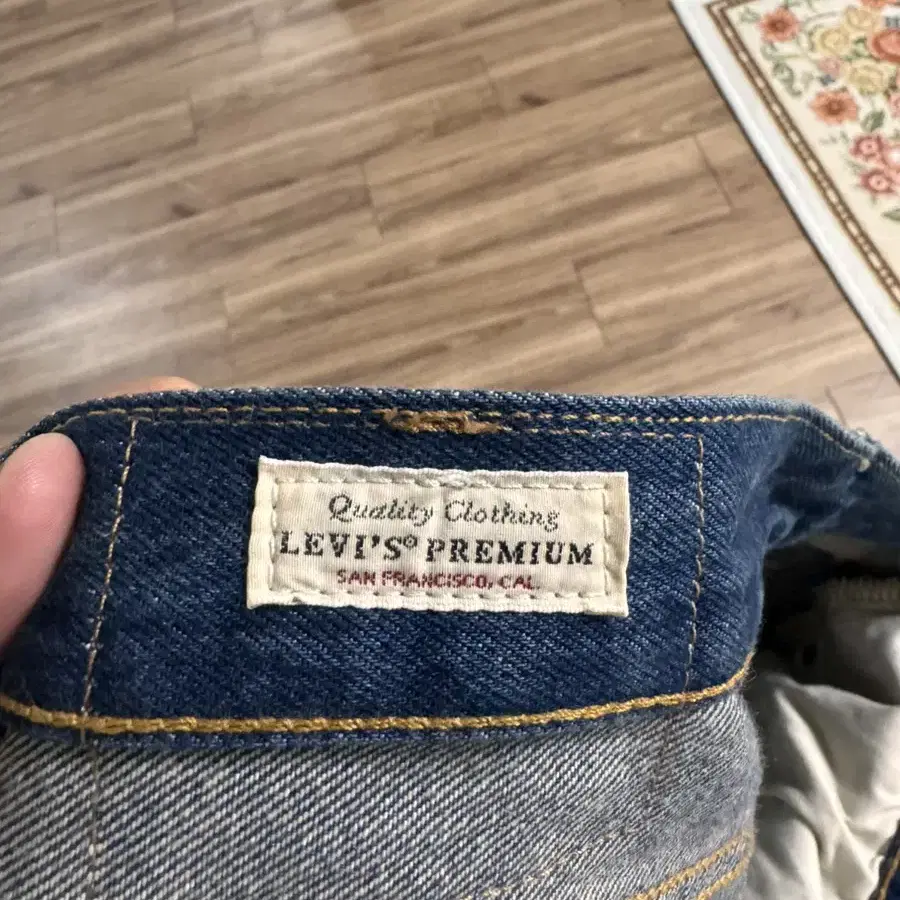 Quality Clothing
LEVI'S® PREMIUM
SAN FRANCISCO, CAL